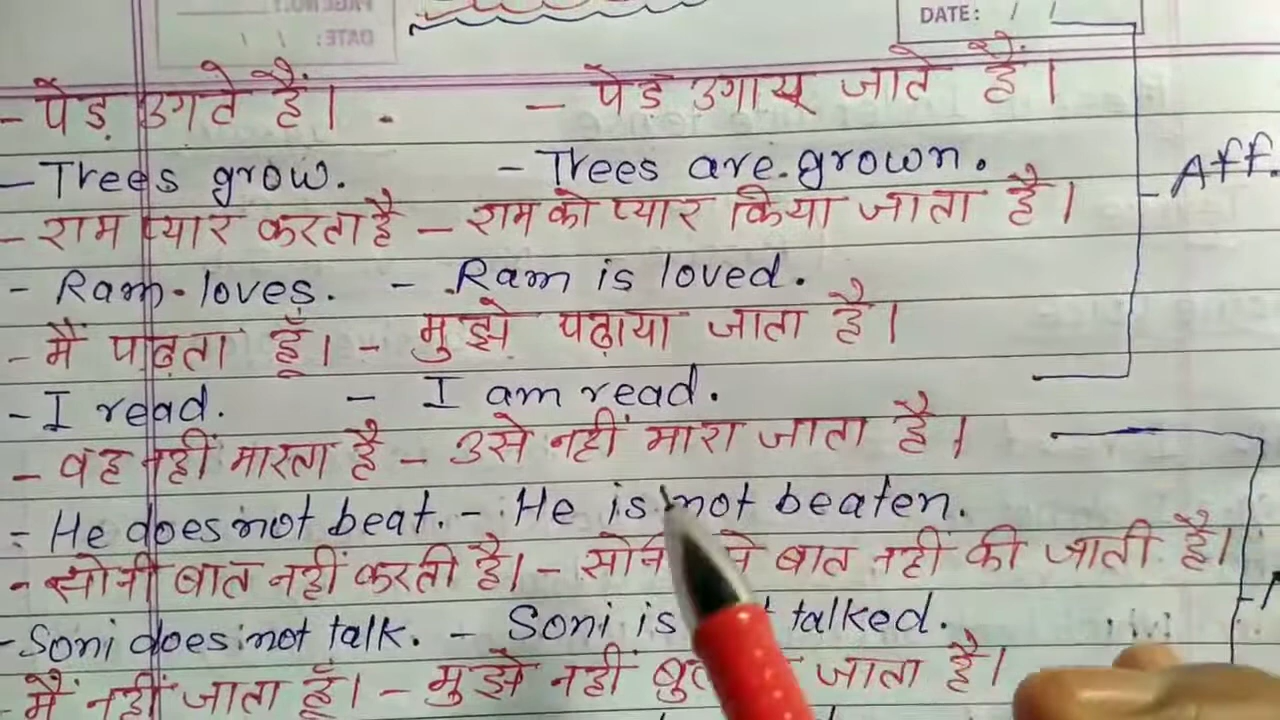 DATE: / /
- पेड़ उगते हैं। - पेड़ उगाए जाते हैं।
- Trees grow. - Trees are grown.
- राम प्यार करता है - राम को प्यार किया जाता है।
- Ram loves. - Ram is loved.
- मैं पढ़ता हूँ। - मुझे पढ़ाया जाता है।
- I read. - I am read.
- वह नहीं मारता है - उसे नहीं मारा जाता है।
- He does not beat. - He is not beaten.
- सोनी बात नहीं करती है। - बात नहीं की जाती है।
- Soni does not talk. - Soni is talked.
- मैं नहीं जाता हूँ। - मुझे नहीं जाता है।
- Aff.